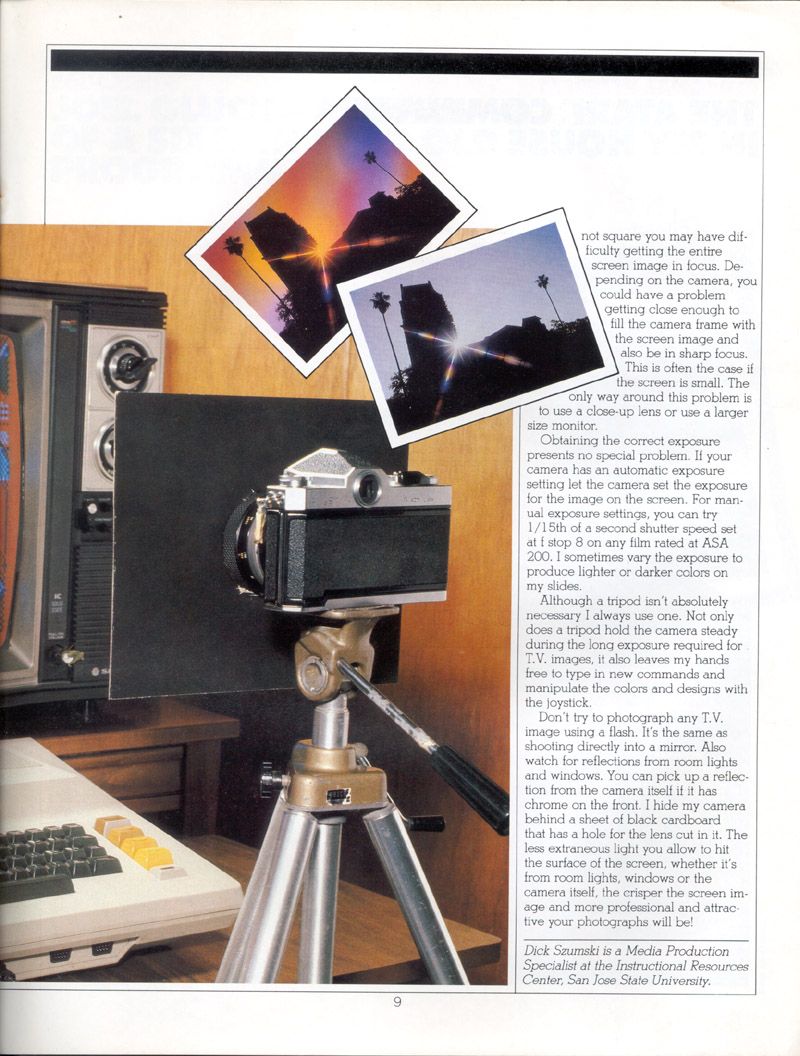 not square you may have dif-
ficulty getting the entire
screen image in focus. De-
pending on the camera, you
could have a problem
getting close enough to
fill the camera frame with
the screen image and
also be in sharp focus.
This is often the case if
the screen is small. The
only way around this problem is
to use a close-up lens or use a larger
size monitor.
Obtaining the correct exposure
presents no special problem. If your
camera has an automatic exposure
setting let the camera set the exposure
for the image on the screen. For man-
ual exposure settings, you can try
1/15th of a second shutter speed set
at f stop 8 on any film rated at ASA
200. I sometimes vary the exposure to
produce lighter or darker colors on
my slides.
Although a tripod isn't absolutely
necessary I always use one. Not only
does a tripod hold the camera steady
during the long exposure required for
T.V. images, it also leaves my hands
free to type in new commands and
manipulate the colors and designs with
the joystick.
Don't try to photograph any T.V.
image using a flash. It's the same as
shooting directly into a mirror. Also
watch for reflections from room lights
and windows. You can pick up a reflec-
tion from the camera itself if it has
chrome on the front. I hide my camera
behind a sheet of black cardboard
that has a hole for the lens cut in it. The
less extraneous light you allow to hit
the surface of the screen, whether it's
from room lights, windows or the
camera itself, the crisper the screen im-
age and more professional and attrac-
tive your photographs will be!
Dick Szumski is a Media Production
Specialist at the Instructional Resources
Center, San Jose State University.
9